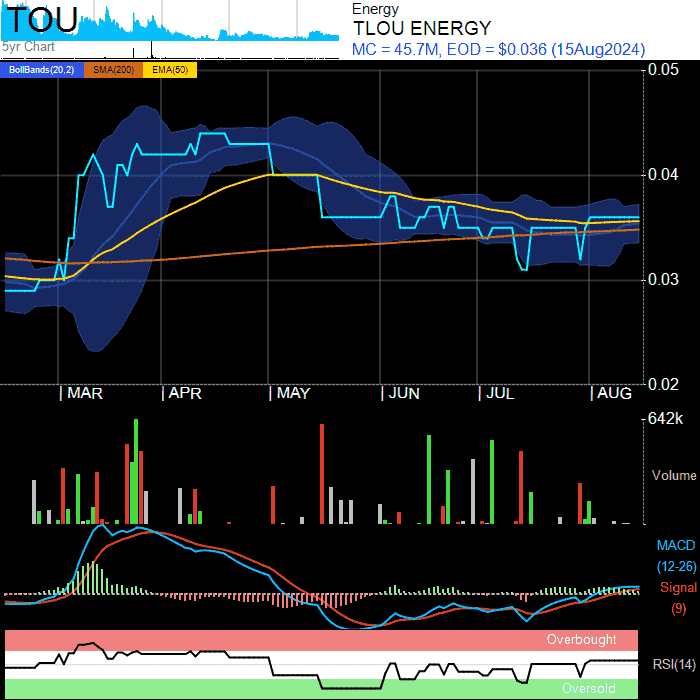 TOU
5yr Chart
Energy
TLOU ENERGY
MC = 45.7M, EOD = $0.036 (15Aug2024)
BollBands(20,2) SMA(200) EMA(50)
0.05
0.04
0.03
0.02
MAR APR MAY JUN JUL AUG
642k
Volume
MACD
(12-26)
Signal
(9)
Overbought
RSI(14)
Oversold